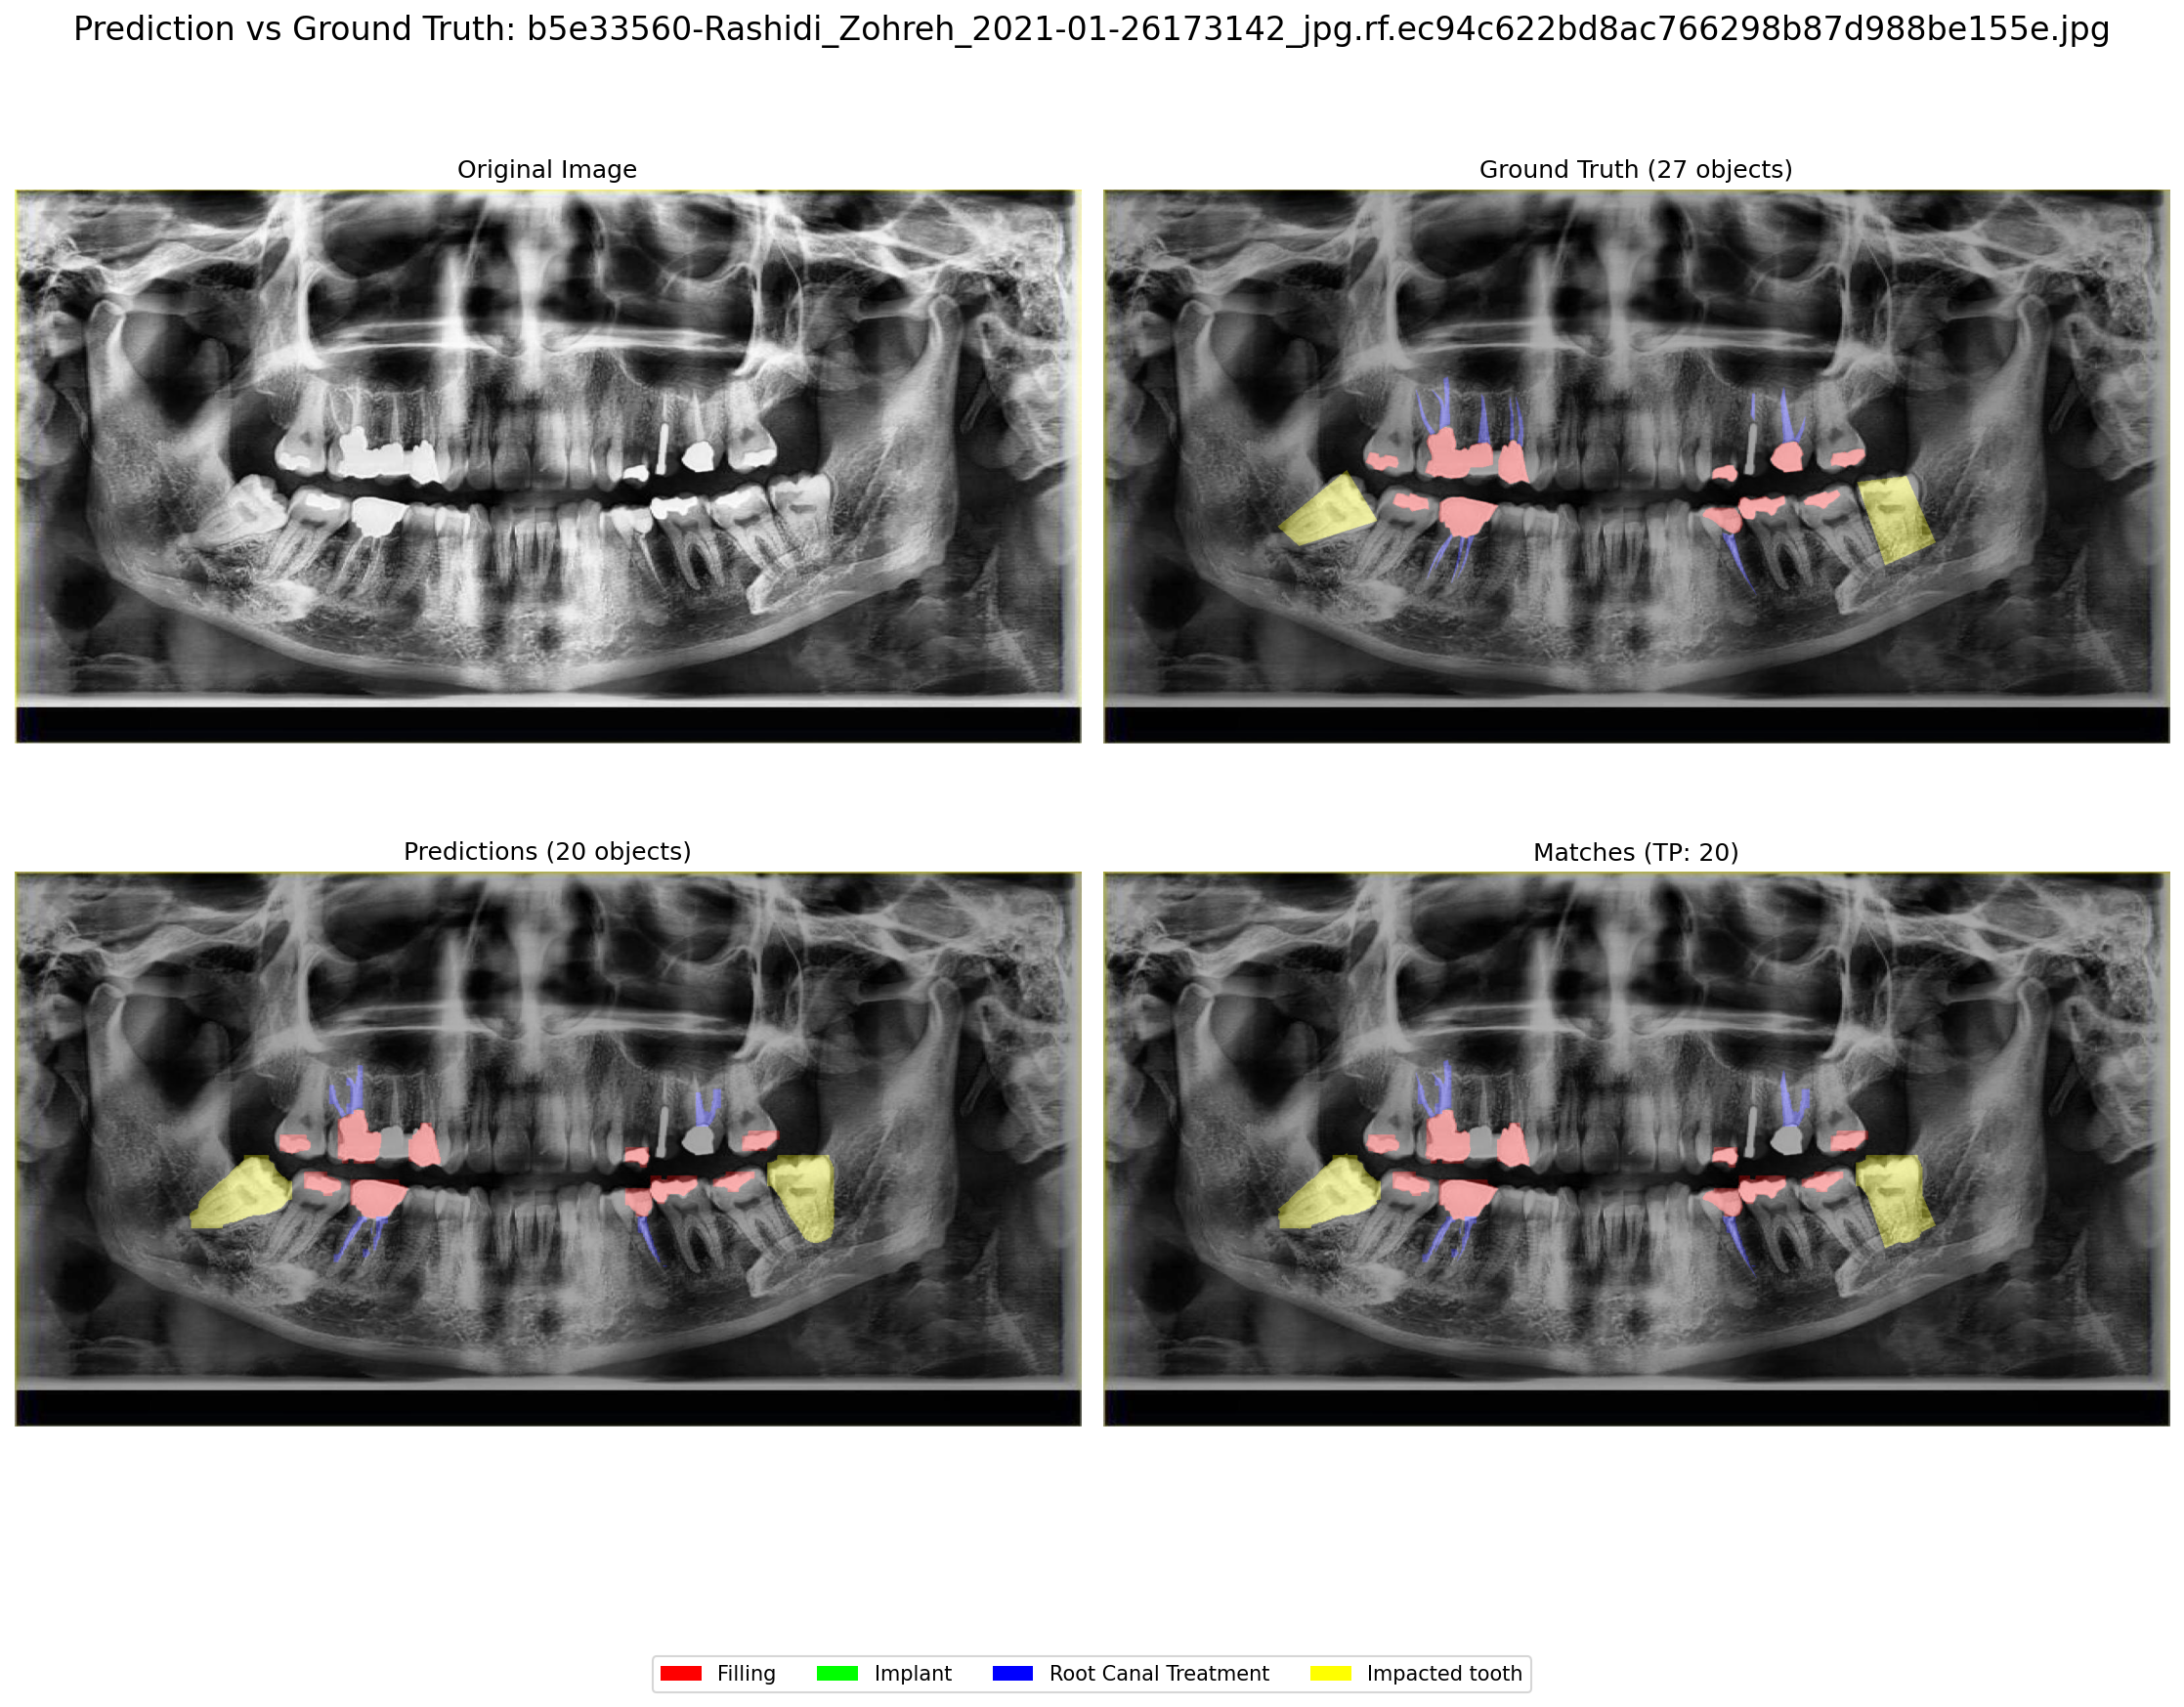 Prediction vs Ground Truth: b5e33560-Rashidi_Zohreh_2021-01-26173142_jpg.rf.ec94c622bd8ac766298b87d988be155e.jpg
Original Image
Ground Truth (27 objects)
Predictions (20 objects)
Matches (TP: 20)
Filling
Implant
Root Canal Treatment
Impacted tooth